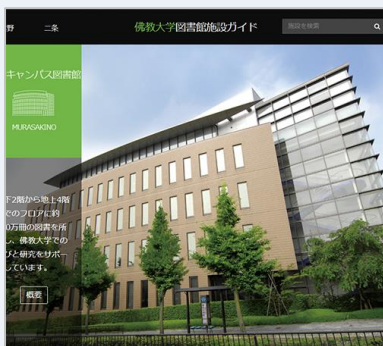 野 二条 佛教大学図書館施設ガイド 施設を検索
キャンパス図書館
MURASAKINO
下2階から地上4階
でのフロアに約
0万冊の図書を所
し、佛教大学での
びと研究をサポー
しています。
概要